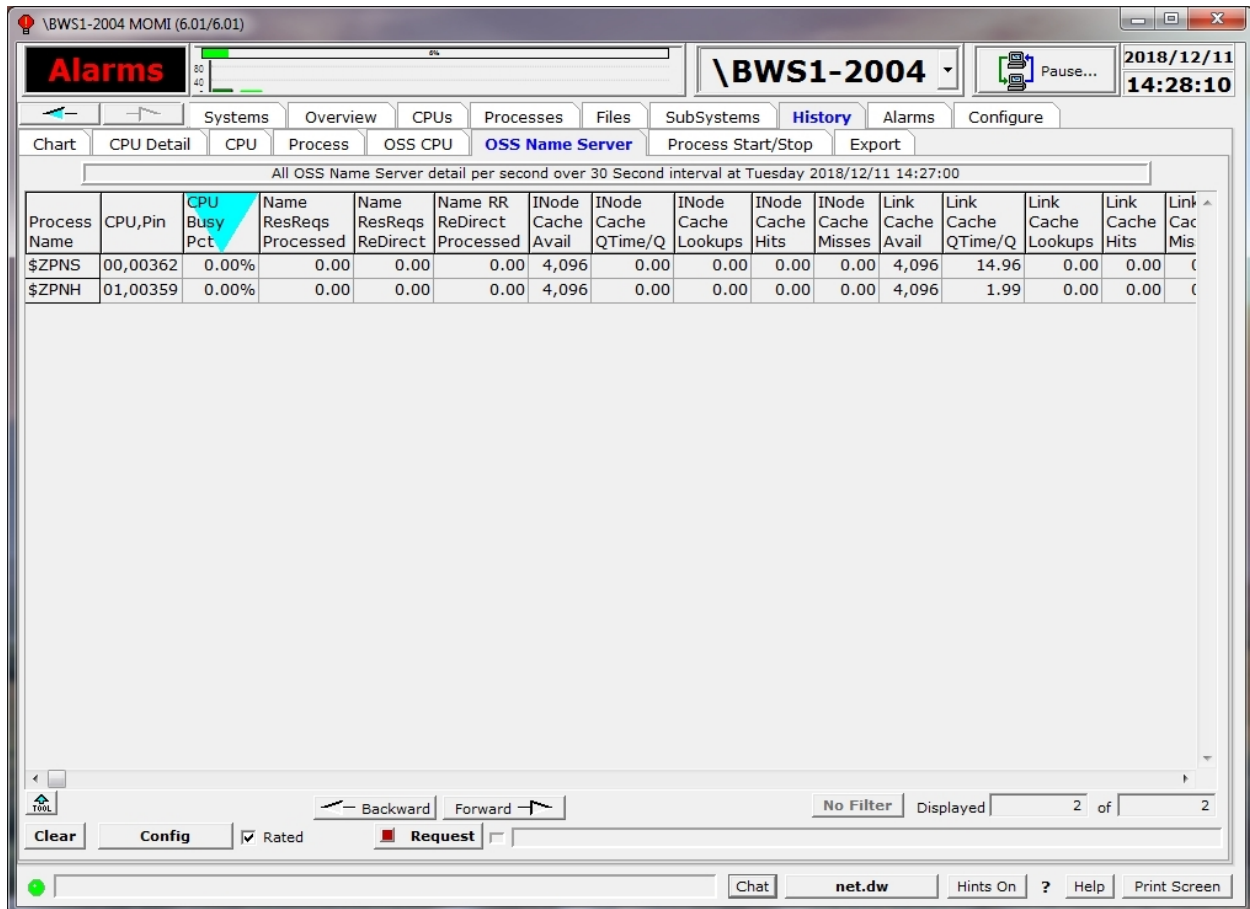 \BWS1-2004 MOMI (6.01/6.01)
Alarms
80
40
6%
\BWS1-2004
Pause...
2018/12/11
14:28:10
Systems Overview CPUs Processes Files SubSystems History Alarms Configure
Chart CPU Detail CPU Process OSS CPU OSS Name Server Process Start/Stop Export
All OSS Name Server detail per second over 30 Second interval at Tuesday 2018/12/11 14:27:00
CPU Name Name Name RR INode INode INode INode INode Link Link Link Link Link
Process CPU,Pin Busy ResReqs ResReqs ReDirect Cache Cache Cache Cache Cache Cache Cache Cache Cache Cac
Name Pct Processed ReDirect Processed Avail QTime/Q Lookups Hits Misses Avail QTime/Q Lookups Hits Mis
$ZPNS 00,00362 0.00% 0.00 0.00 0.00 4,096 0.00 0.00 0.00 0.00 4,096 14.96 0.00 0.00
$ZPNH 01,00359 0.00% 0.00 0.00 0.00 4,096 0.00 0.00 0.00 0.00 4,096 1.99 0.00 0.00
TOOL Backward Forward No Filter Displayed 2 of 2
Clear Config Rated Request
Chat net.dw Hints On ? Help Print Screen